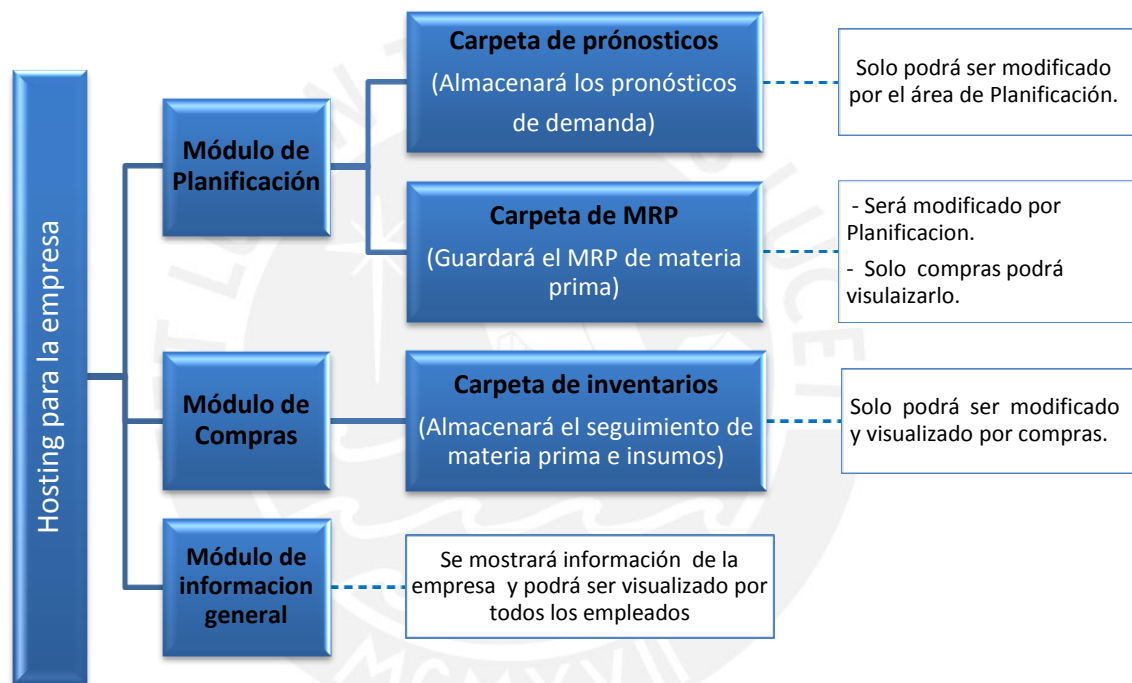 Hosting para la empresa
Módulo de
Planificación
Carpeta de prónosticos
(Almacenará los pronósticos
de demanda)
Solo podrá ser modificado
por el área de Planificación.
Carpeta de MRP
(Guardará el MRP de materia
prima)
- Será modificado por
Planificacion.
- Solo compras podrá
visulaizarlo.
Módulo de
Compras
Carpeta de inventarios
(Almacenará el seguimiento de
materia prima e insumos)
Solo podrá ser modificado
y visualizado por compras.
Módulo de
informacion
general
Se mostrará información de la
empresa y podrá ser visualizado por
todos los empleados
MCMXVII